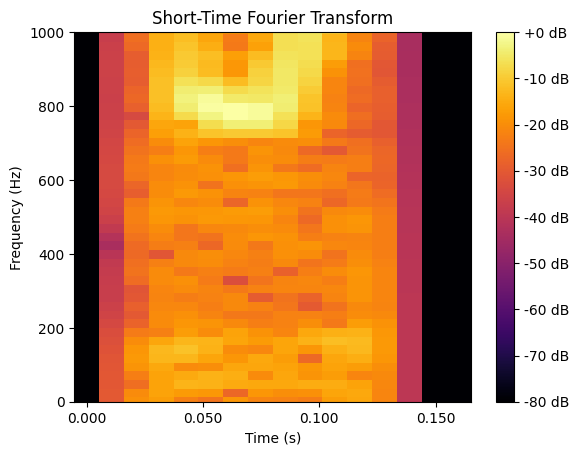 Short-Time Fourier Transform
Frequency (Hz)
1000
800
600
400
200
0
0.000
0.050
0.100
0.150
Time (s)
+0 dB
-10 dB
-20 dB
-30 dB
-40 dB
-50 dB
-60 dB
-70 dB
-80 dB